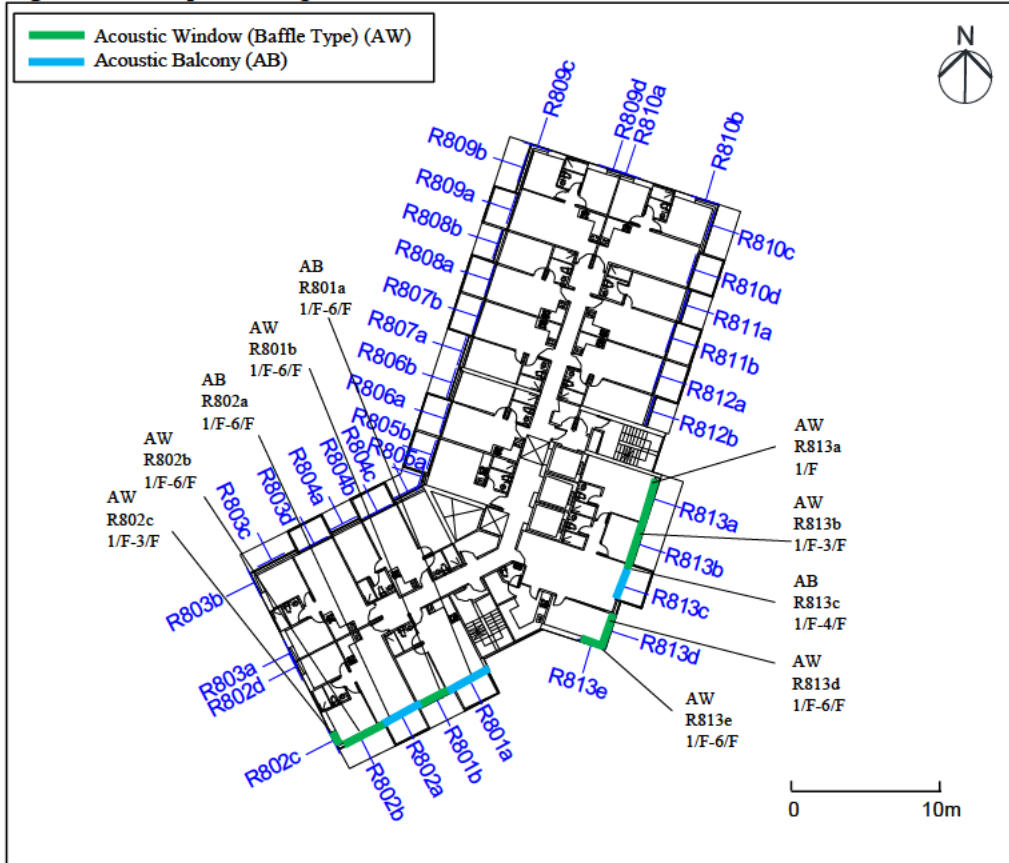 Acoustic Window (Baffle Type) (AW)
Acoustic Balcony (AB)
N
R809c
R809d
R810a
R810b
R809b
R809a
R808b
R808a
R807b
R807a
R806b
R806a
R805b
R805a
R810c
R810d
R811a
R811b
R812a
R812b
AB
R801a
1/F-6/F
AW
R801b
1/F-6/F
AB
R802a
1/F-6/F
AW
R802b
1/F-6/F
AW
R802c
1/F-3/F
R804c
R804b
R804a
R803d
R803c
R803b
R803a
R802d
R802c
R802b
R802a
R801b
R801a
R813a
R813b
R813c
R813d
R813e
AW
R813a
1/F
AW
R813b
1/F-3/F
AB
R813c
1/F-4/F
AW
R813d
1/F-6/F
AW
R813e
1/F-6/F
0 10m